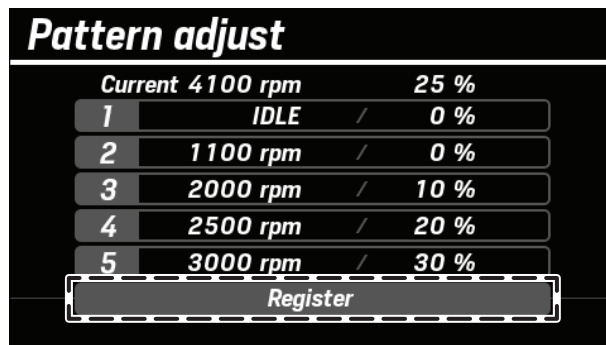 Pattern adjust
Current 4100 rpm 25 %
1 IDLE / 0 %
2 1100 rpm / 0 %
3 2000 rpm / 10 %
4 2500 rpm / 20 %
5 3000 rpm / 30 %
Register